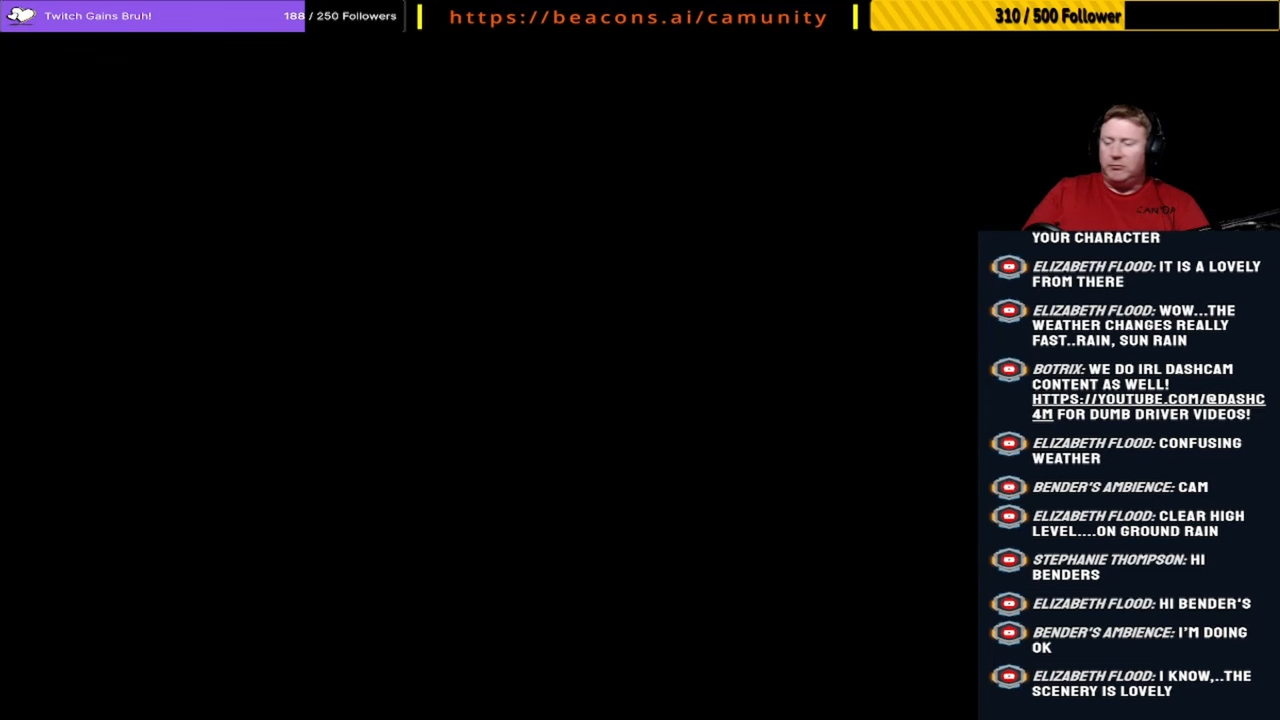 Twitch Gains Bruh! 188 / 250 Followers
https://beacons.ai/camunity
310 / 500 Follower
YOUR CHARACTER
ELIZABETH FLOOD: IT IS A LOVELY
FROM THERE
ELIZABETH FLOOD: WOW...THE
WEATHER CHANGES REALLY
FAST..RAIN, SUN RAIN
BOTRIX: WE DO IRL DASHCAM
CONTENT AS WELL!
HTTPS://YOUTUBE.COM/@DASHC
4M FOR DUMB DRIVER VIDEOS!
ELIZABETH FLOOD: CONFUSING
WEATHER
BENDER'S AMBIENCE: CAM
ELIZABETH FLOOD: CLEAR HIGH
LEVEL....ON GROUND RAIN
STEPHANIE THOMPSON: HI
BENDERS
ELIZABETH FLOOD: HI BENDER'S
BENDER'S AMBIENCE: I'M DOING
OK
ELIZABETH FLOOD: I KNOW,..THE
SCENERY IS LOVELY